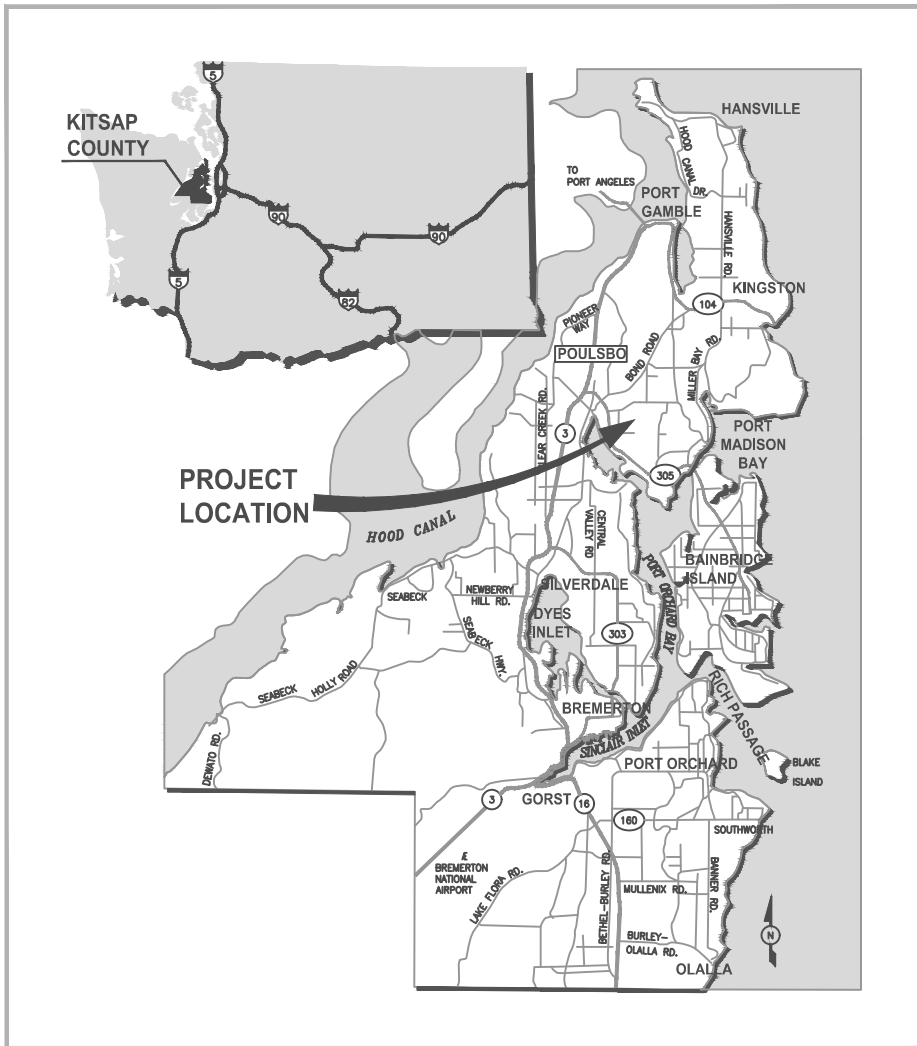 5
KITSAP
COUNTY
90
90
5
82
HANSVILLE
HOOD CANAL
DR.
TO
PORT ANGELES
PORT
GAMBLE
HANSVILLE RD.
KINGSTON
104
PIONEER
WAY
POULSBO
BOND ROAD
MILLER BAY RD.
3
LEAR CREEK RD.
PORT
MADISON
BAY
305
PROJECT
LOCATION
HOOD CANAL
CENTRAL
VALLEY RD
PORT ORCHARD BAY
BAINBRIDGE
ISLAND
SILVERDALE
NEWBERRY
HILL RD.
SEABECK
DYES
INLET
SEABECK
HWY.
303
SEABECK
HOLLY ROAD
BREMERTON
RICH PASSAGE
SINCLAIR INLET
DEWATO RD.
PORT ORCHARD
BLAKE
ISLAND
3
GORST
16
160
SOUTHWORTH
BREMERTON
NATIONAL
AIRPORT
LAKE FLORA RD.
BETHEL-BURLEY RD.
MULLENIX RD.
BANNER RD.
BURLEY-
OLALLA RD.
OLALLA
N